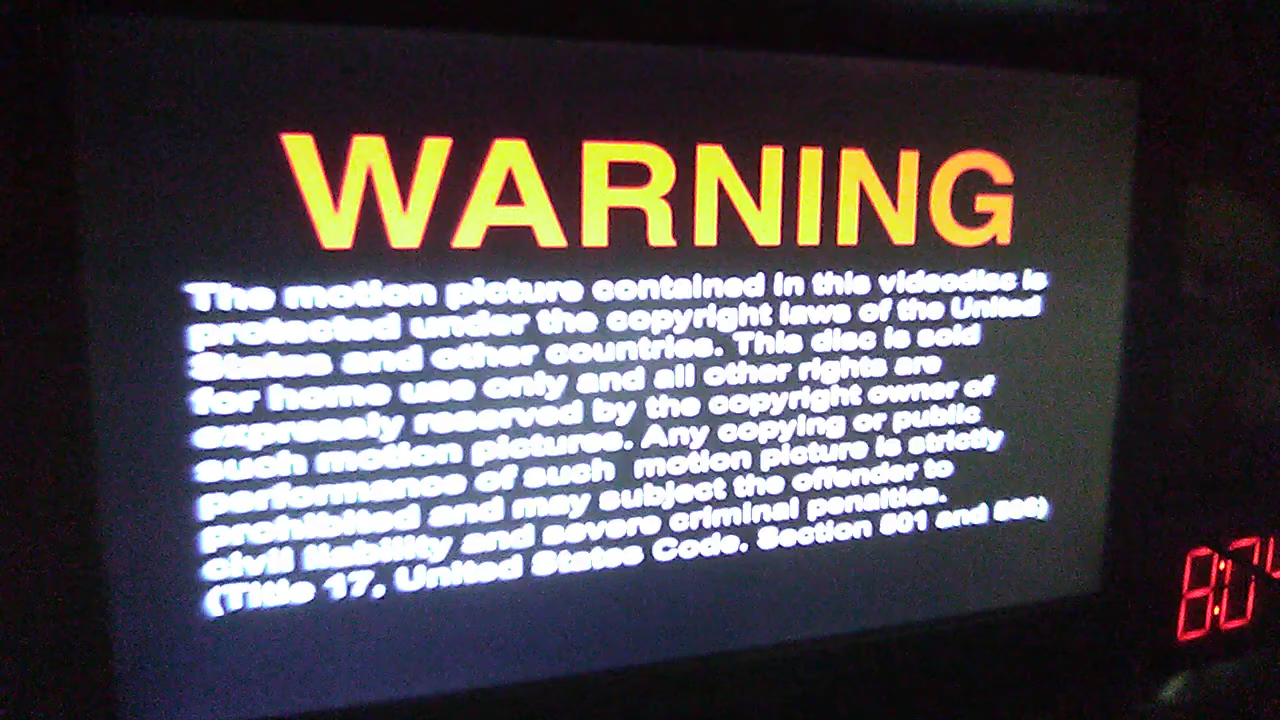 WARNING
The motion picture contained in this videodisc is
protected under the copyright laws of the United
States and other countries. This disc is sold
for home use only and all other rights are
expressly reserved by the copyright owner of
such motion pictures. Any copying or public
performance of such motion picture is strictly
prohibited and may subject the offender to
civil liability and severe criminal penalties.
(Title 17, United States Code. Section 501 and 506)